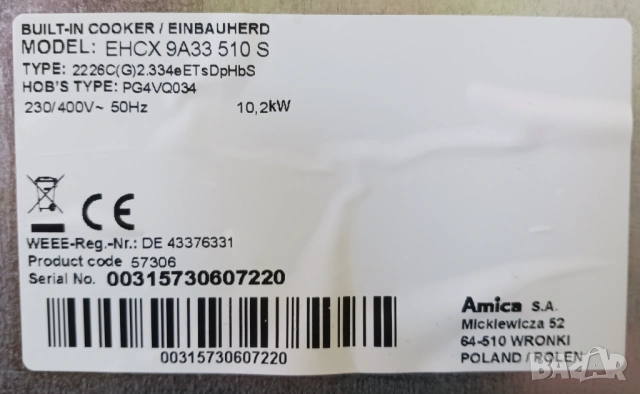 BUILT-IN COOKER / EINBAUHERD
MODEL: EHCX 9A33 510 S
TYPE: 2226C(G)2.334eETsDpHbS
HOB'S TYPE: PG4VQ034
230/400V~ 50Hz 10,2kW
CE
WEEE-Reg.-Nr.: DE 43376331
Product code 57306
Serial No. 00315730607220
00315730607220
Amica S.A.
Mickiewicza 52
64-510 WRONKI
POLAND / POLEN
BAZAR